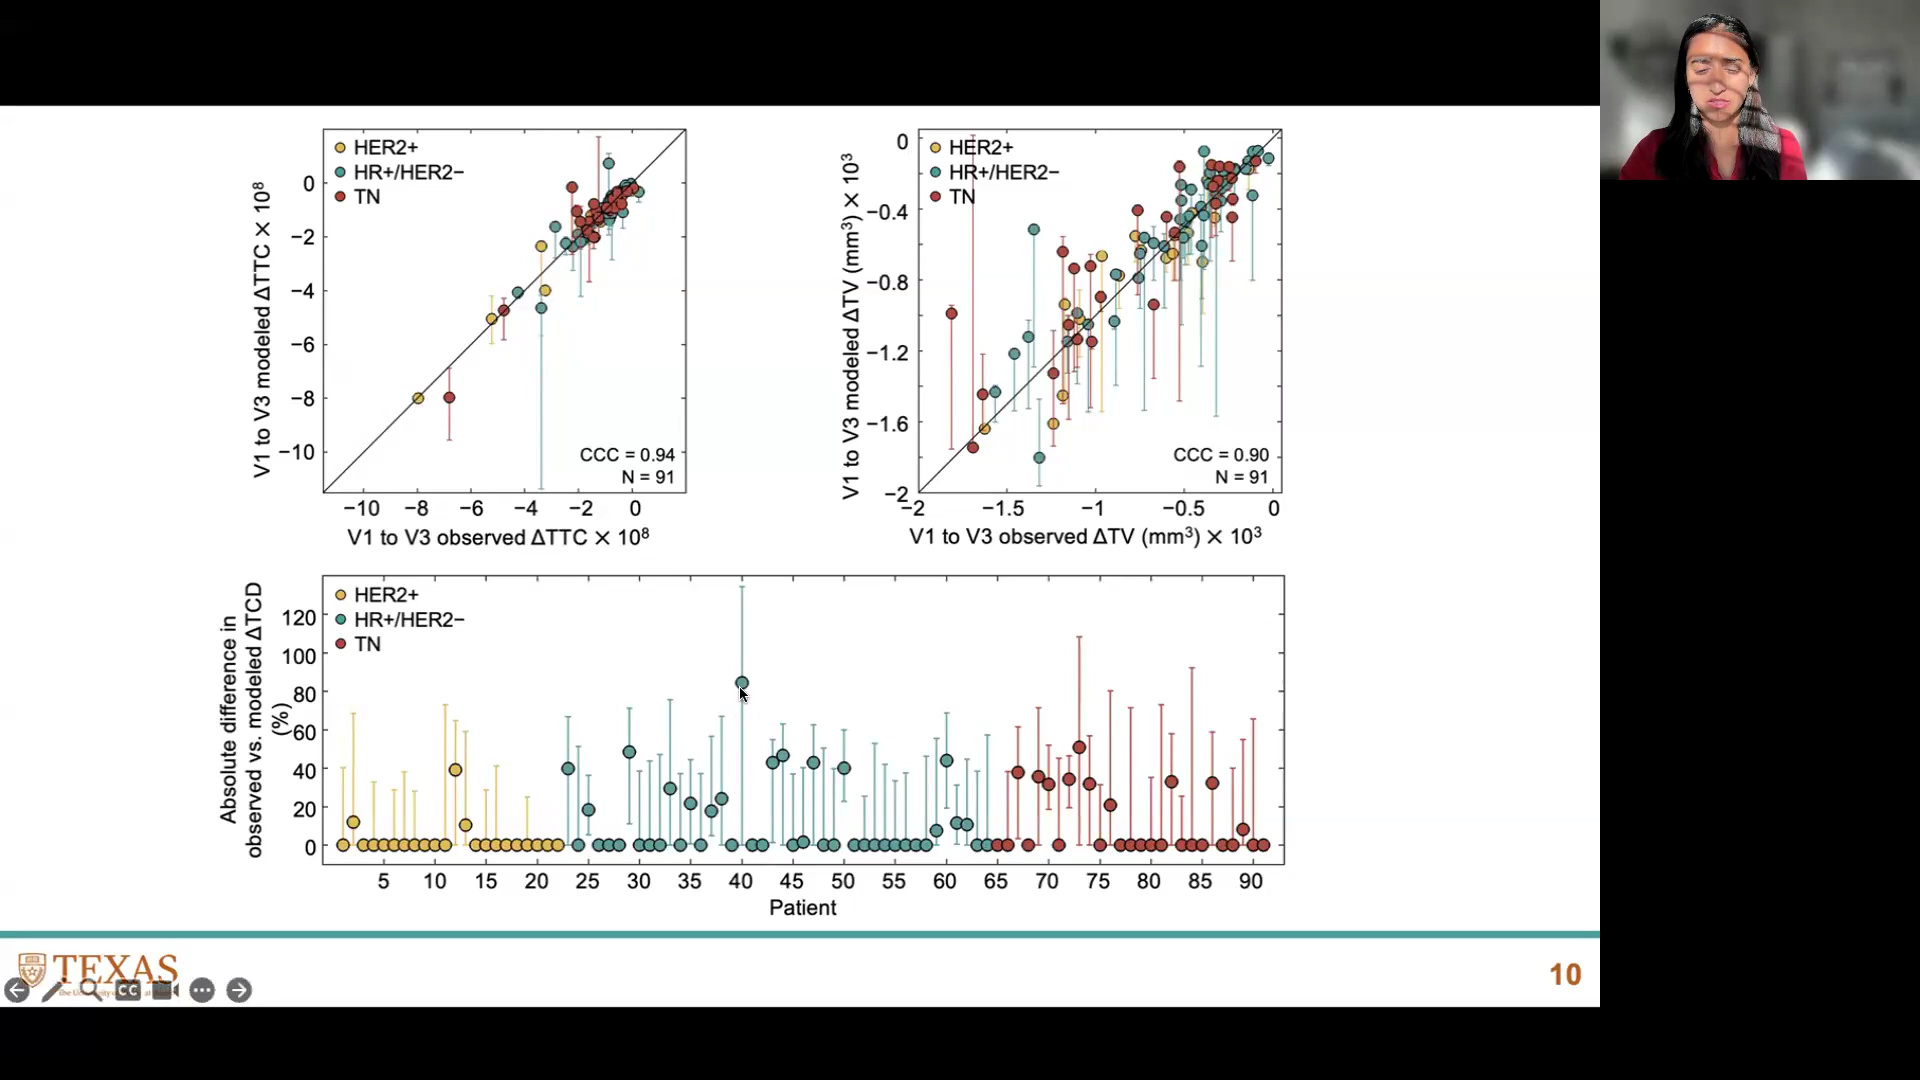 HER2+
HR+/HER2−
TN
0
−2
−4
−6
−8
−10
V1 to V3 modeled ΔTTC × 10⁸
CCC = 0.94
N = 91
−10 −8 −6 −4 −2 0
V1 to V3 observed ΔTTC × 10⁸
HER2+
HR+/HER2−
TN
0
−0.4
−0.8
−1.2
−1.6
−2
V1 to V3 modeled ΔTV (mm³) × 10³
CCC = 0.90
N = 91
−2 −1.5 −1 −0.5 0
V1 to V3 observed ΔTV (mm³) × 10³
HER2+
HR+/HER2−
TN
120
100
80
60
40
20
0
Absolute difference in
observed vs. modeled ΔTCD
(%)
5 10 15 20 25 30 35 40 45 50 55 60 65 70 75 80 85 90
Patient
TEXAS
CC
10